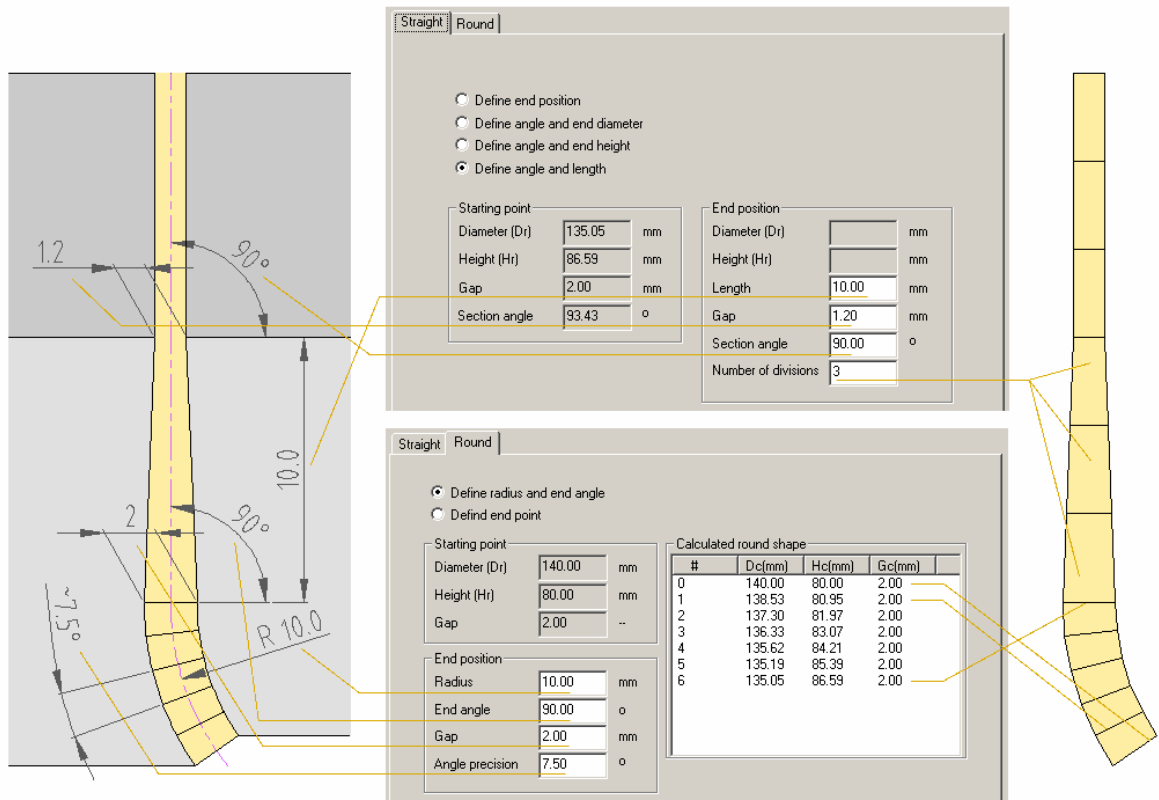 Straight Round
Define end position
Define angle and end diameter
Define angle and end height
Define angle and length
Starting point
Diameter (Dr) 135.05 mm
Height (Hr) 86.59 mm
Gap 2.00 mm
Section angle 93.43 o
End position
Diameter (Dr) mm
Height (Hr) mm
Length 10.00 mm
Gap 1.20 mm
Section angle 90.00 o
Number of divisions 3
1.2
90°
10.0
2
90°
~7.5°
R 10.0
Straight Round
Define radius and end angle
Defind end point
Starting point
Diameter (Dr) 140.00 mm
Height (Hr) 80.00 mm
Gap 2.00 --
End position
Radius 10.00 mm
End angle 90.00 o
Gap 2.00 mm
Angle precision 7.50 o
Calculated round shape
# Dc(mm) Hc(mm) Gc(mm)
0 140.00 80.00 2.00
1 138.53 80.95 2.00
2 137.30 81.97 2.00
3 136.33 83.07 2.00
4 135.62 84.21 2.00
5 135.19 85.39 2.00
6 135.05 86.59 2.00